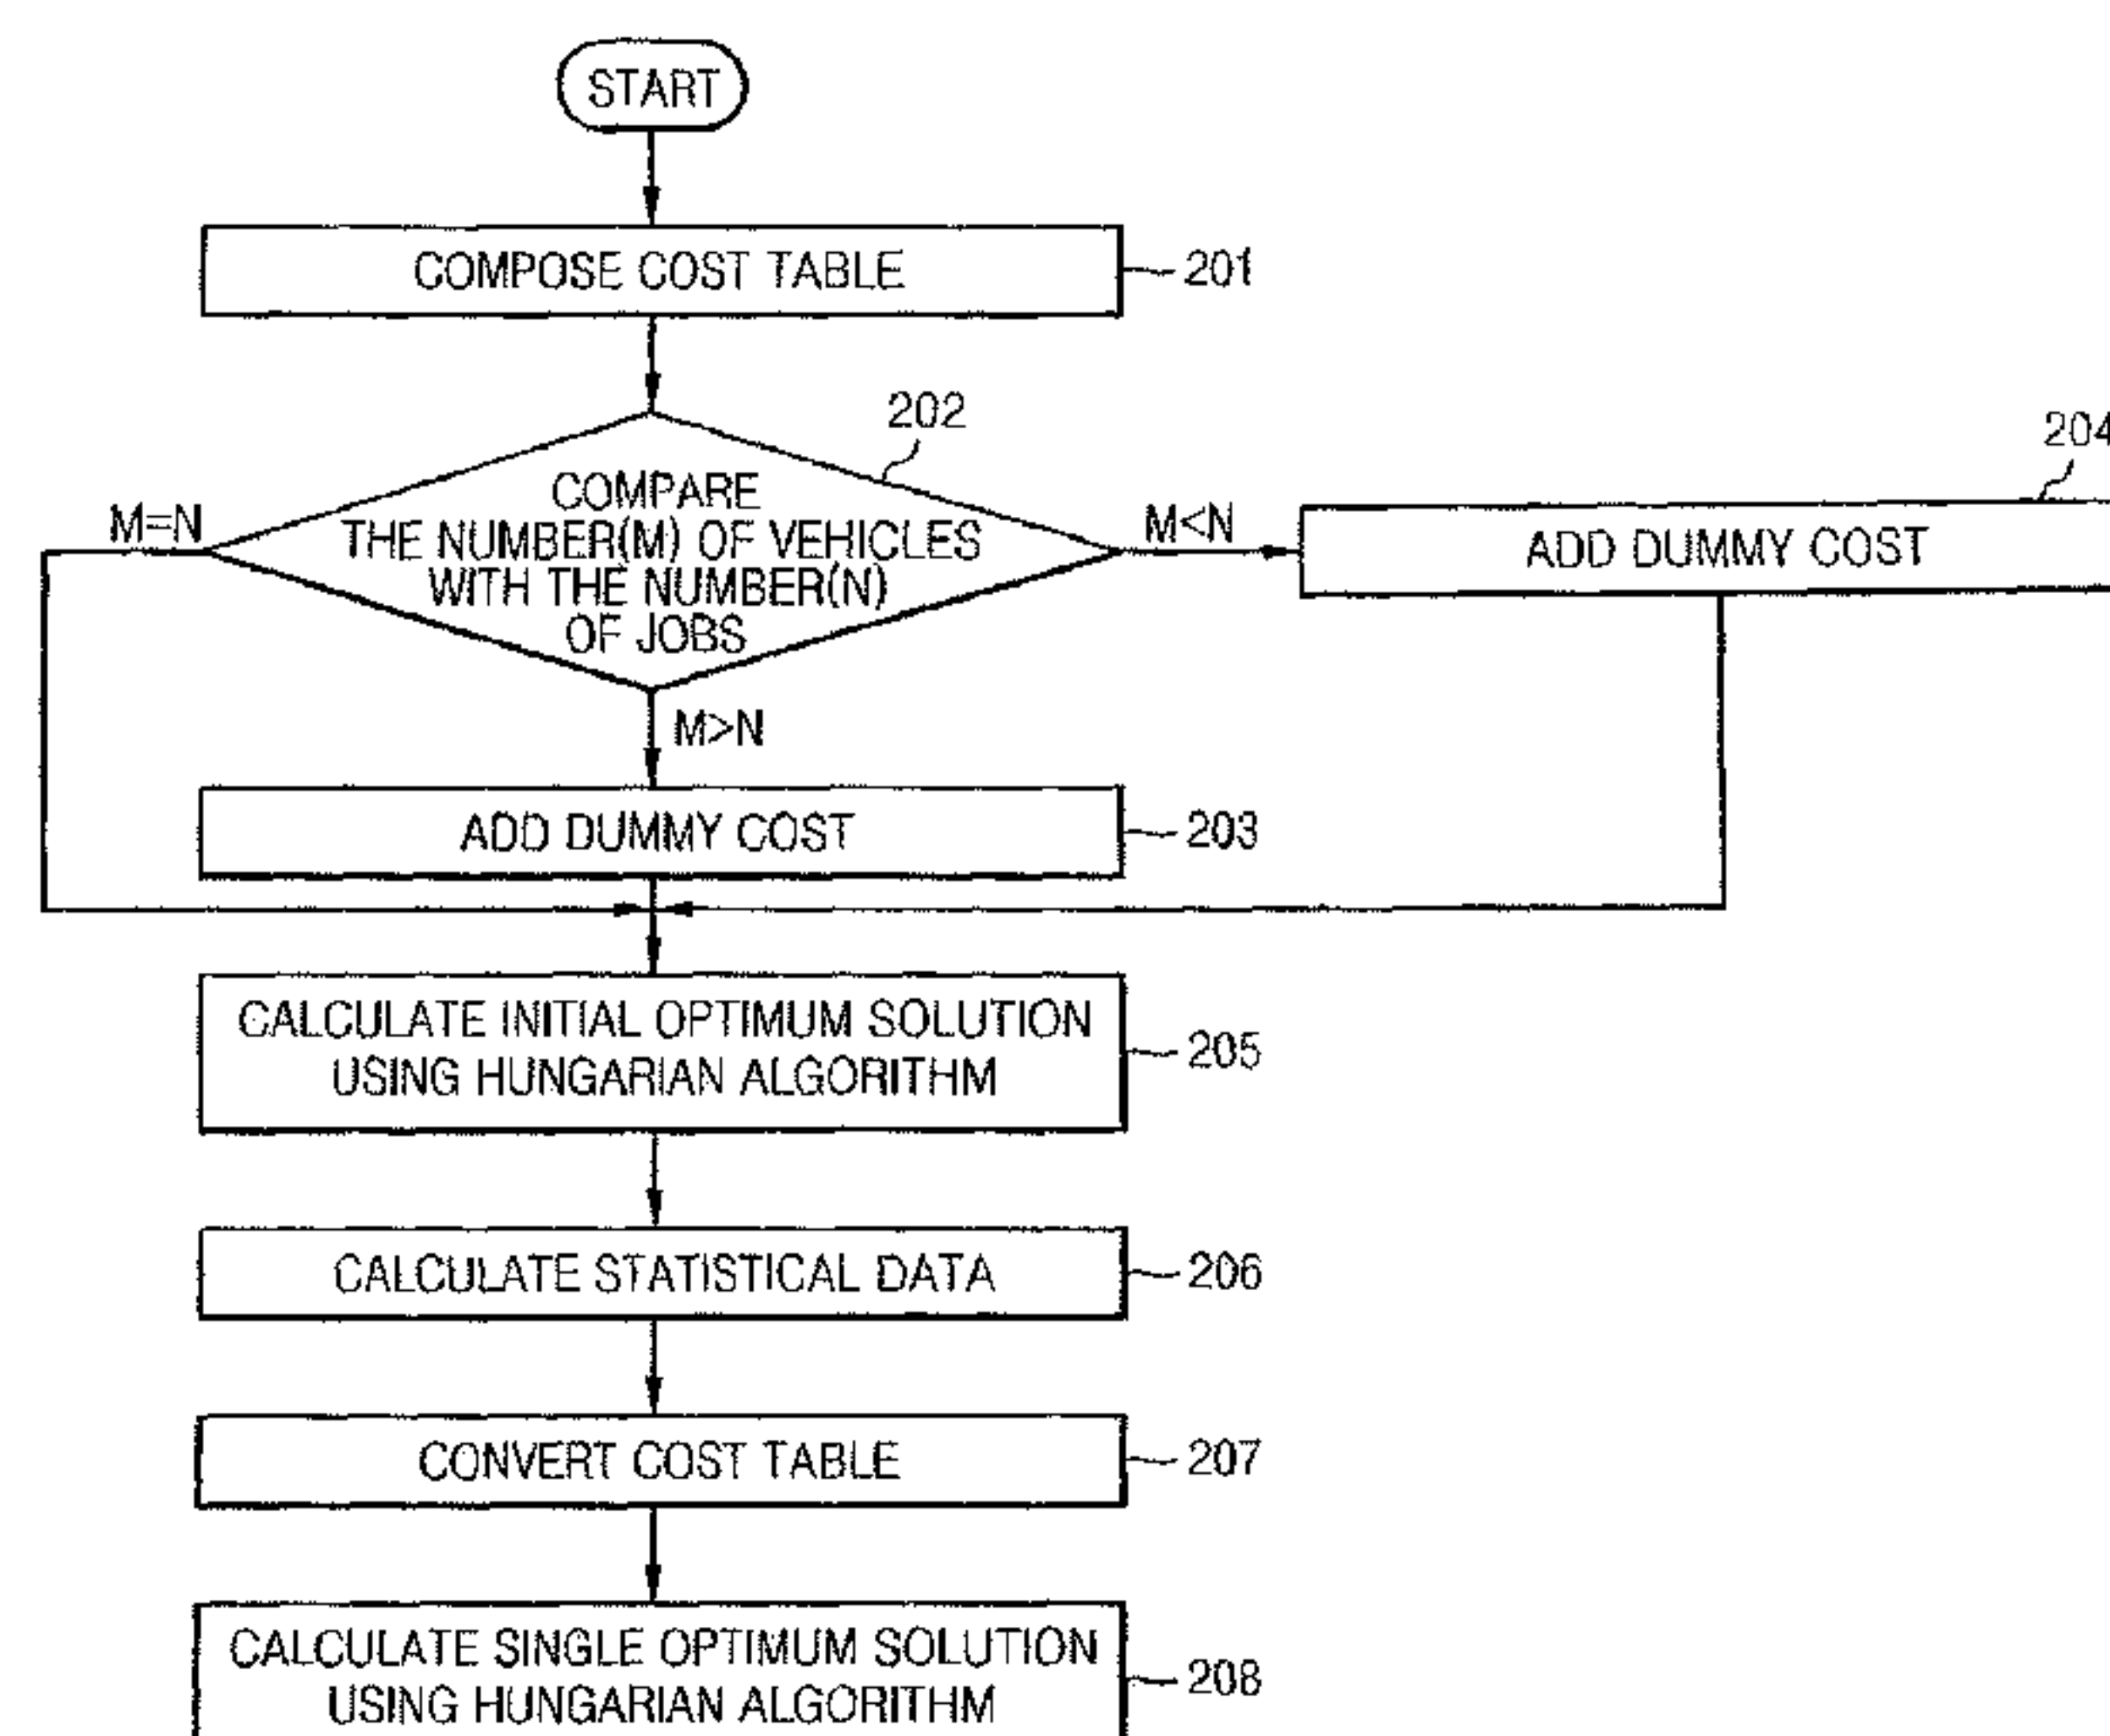 START
COMPOSE COST TABLE
201
202
204
COMPARE
THE NUMBER(M) OF VEHICLES
WITH THE NUMBER(N)
OF JOBS
M=N
M<N
ADD DUMMY COST
M>N
ADD DUMMY COST
203
CALCULATE INITIAL OPTIMUM SOLUTION
USING HUNGARIAN ALGORITHM
205
CALCULATE STATISTICAL DATA
206
CONVERT COST TABLE
207
CALCULATE SINGLE OPTIMUM SOLUTION
USING HUNGARIAN ALGORITHM
208